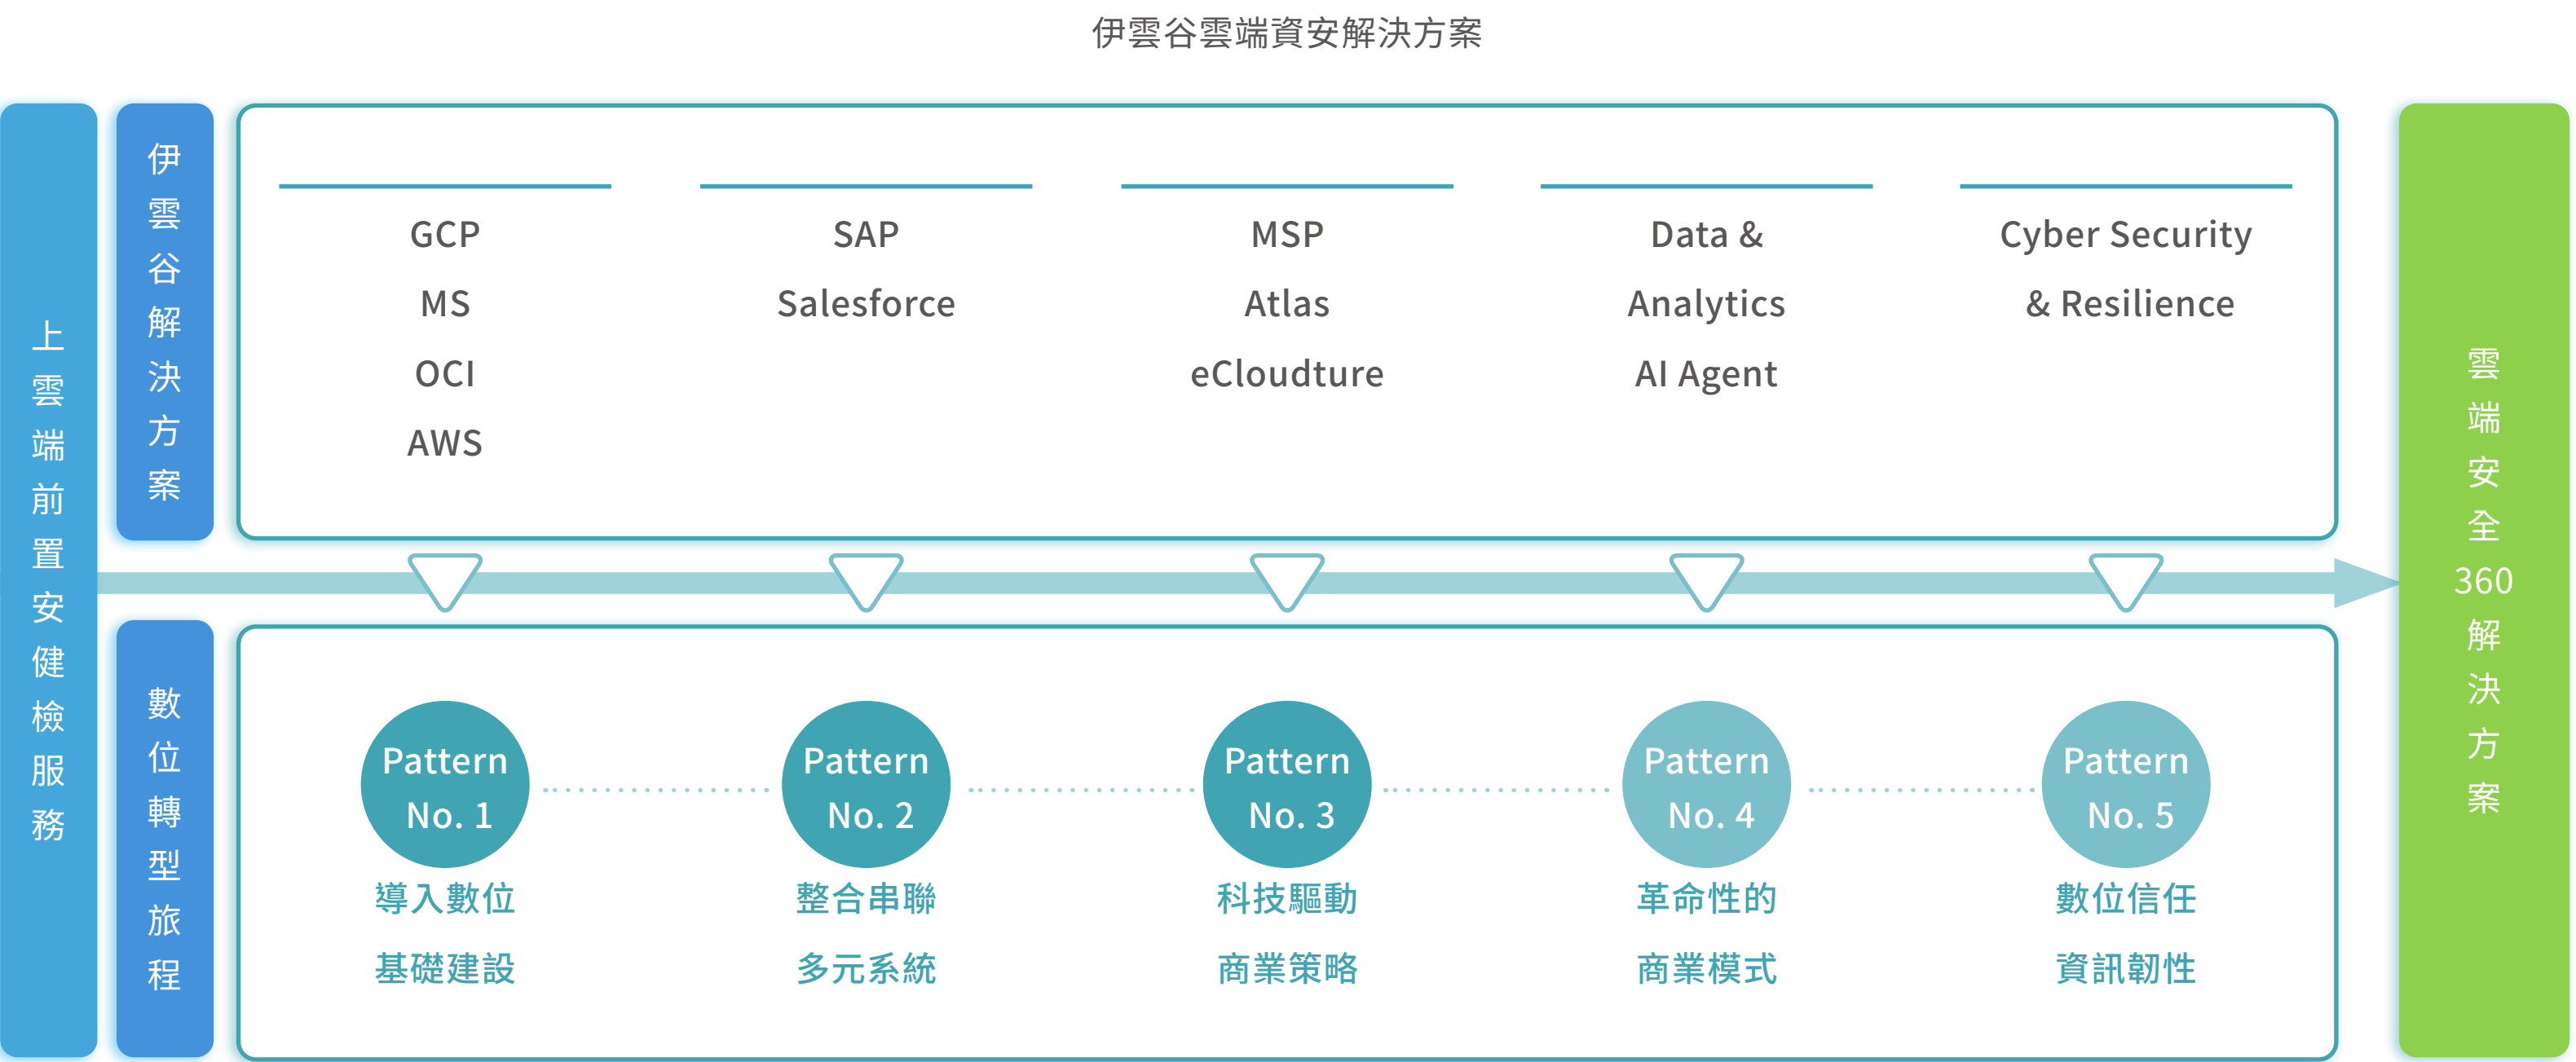 伊雲谷雲端資安解決方案
上雲端前置安健檢服務
伊雲谷解決方案
GCP
MS
OCI
AWS
SAP
Salesforce
MSP
Atlas
eCloudture
Data &
Analytics
AI Agent
Cyber Security
& Resilience
數位轉型旅程
Pattern
No. 1
導入數位
基礎建設
Pattern
No. 2
整合串聯
多元系統
Pattern
No. 3
科技驅動
商業策略
Pattern
No. 4
革命性的
商業模式
Pattern
No. 5
數位信任
資訊韌性
雲端安全360解決方案